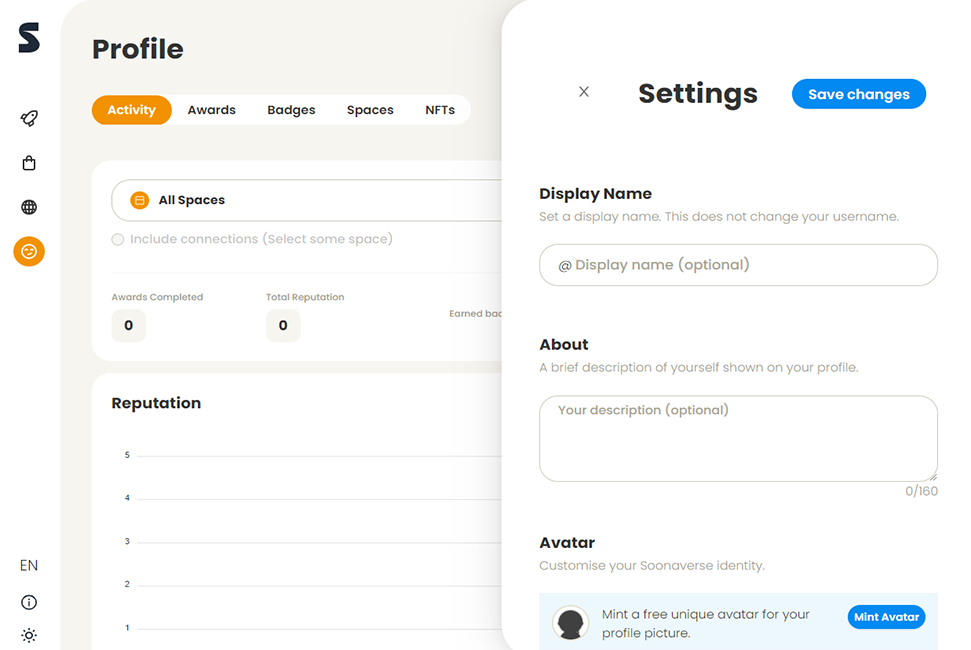 S
Profile
Activity Awards Badges Spaces NFTs
All Spaces
Include connections (Select some space)
Awards Completed Total Reputation Earned
0 0
Reputation
5
4
3
2
1
EN
X Settings Save changes
Display Name
Set a display name. This does not change your username.
@ Display name (optional)
About
A brief description of yourself shown on your profile.
Your description (optional)
0/160
Avatar
Customise your Soonaverse identity.
Mint a free unique avatar for your
profile picture.
Mint Avatar